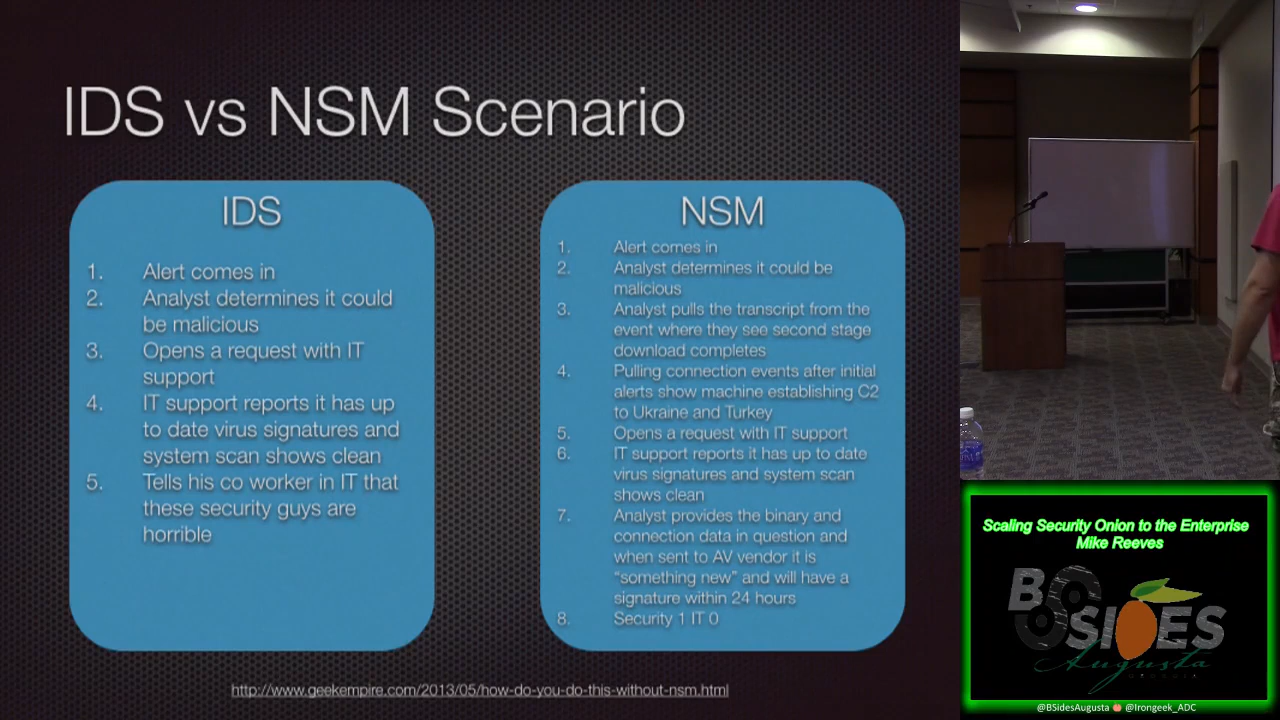 IDS vs NSM Scenario
IDS
1. Alert comes in
2. Analyst determines it could
be malicious
3. Opens a request with IT
support
4. IT support reports it has up
to date virus signatures and
system scan shows clean
5. Tells his co worker in IT that
these security guys are
horrible
NSM
1. Alert comes in
2. Analyst determines it could be
malicious
3. Analyst pulls the transcript from the
event where they see second stage
download completes
4. Pulling connection events after initial
alerts show machine establishing C2
to Ukraine and Turkey
5. Opens a request with IT support
6. IT support reports it has up to date
virus signatures and system scan
shows clean
7. Analyst provides the binary and
connection data in question and
when sent to AV vendor it is
“something new” and will have a
signature within 24 hours
8. Security 1 IT 0
http://www.geekempire.com/2013/05/how-do-you-do-this-without-nsm.html
Scaling Security Onion to the Enterprise
Mike Reeves
BSIDES
Augusta
GEORGIA
@BSidesAugusta @Irongeek_ADC